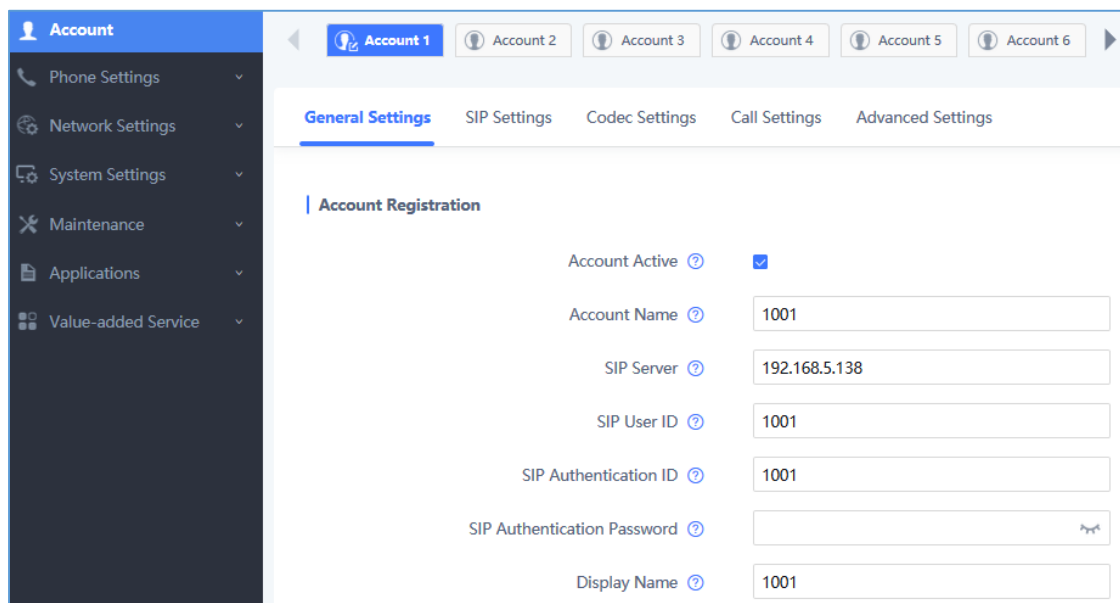 Account
Phone Settings
Network Settings
System Settings
Maintenance
Applications
Value-added Service
Account 1 Account 2 Account 3 Account 4 Account 5 Account 6
General Settings SIP Settings Codec Settings Call Settings Advanced Settings
Account Registration
Account Active ?
Account Name ? 1001
SIP Server ? 192.168.5.138
SIP User ID ? 1001
SIP Authentication ID ? 1001
SIP Authentication Password ?
Display Name ? 1001